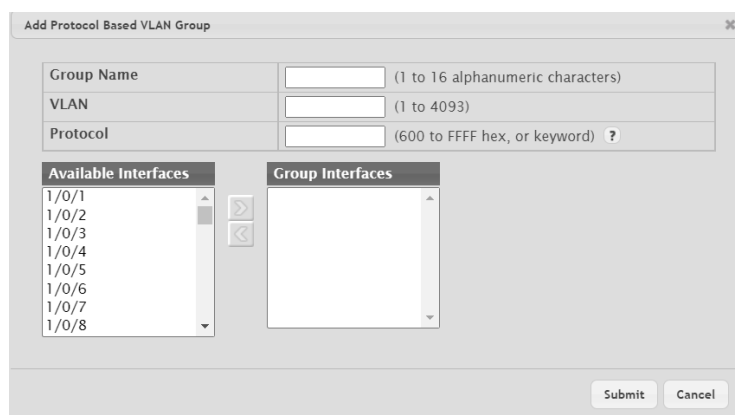 Add Protocol Based VLAN Group
Group Name (1 to 16 alphanumeric characters)
VLAN (1 to 4093)
Protocol (600 to FFFF hex, or keyword) ?
Available Interfaces Group Interfaces
1/0/1
1/0/2
1/0/3
1/0/4
1/0/5
1/0/6
1/0/7
1/0/8
Submit Cancel